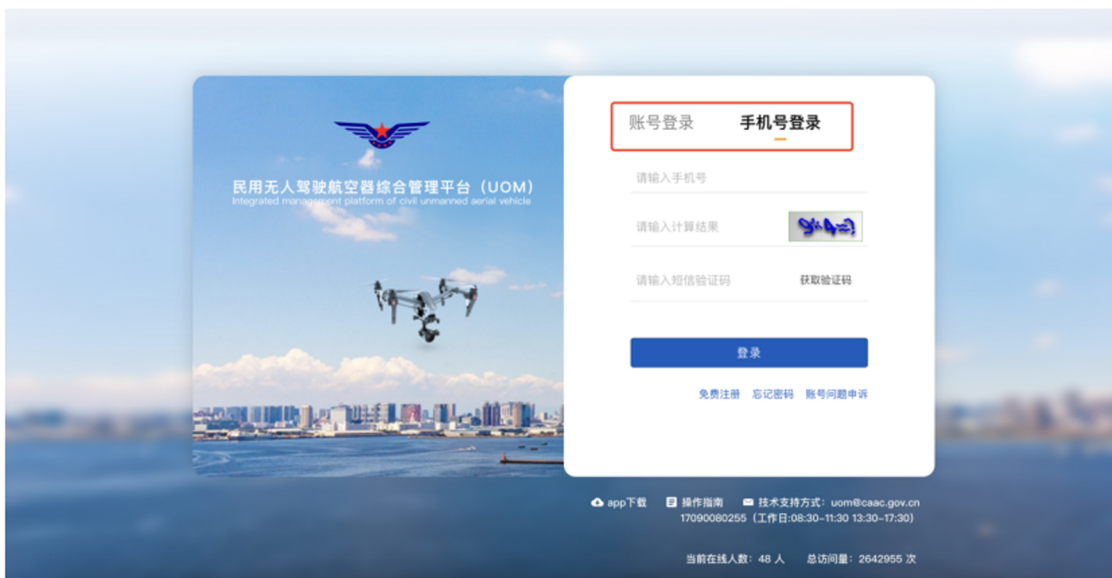 民用无人驾驶航空器综合管理平台（UOM）
Integrated management platform of civil unmanned aerial vehicle
账号登录 手机号登录
请输入手机号
请输入计算结果
请输入短信验证码 获取验证码
登录
免费注册 忘记密码 账号问题申诉
app下载 操作指南 技术支持方式：uom@caac.gov.cn
17090080255（工作日:08:30-11:30 13:30-17:30）
当前在线人数：48 人 总访问量：2642955 次